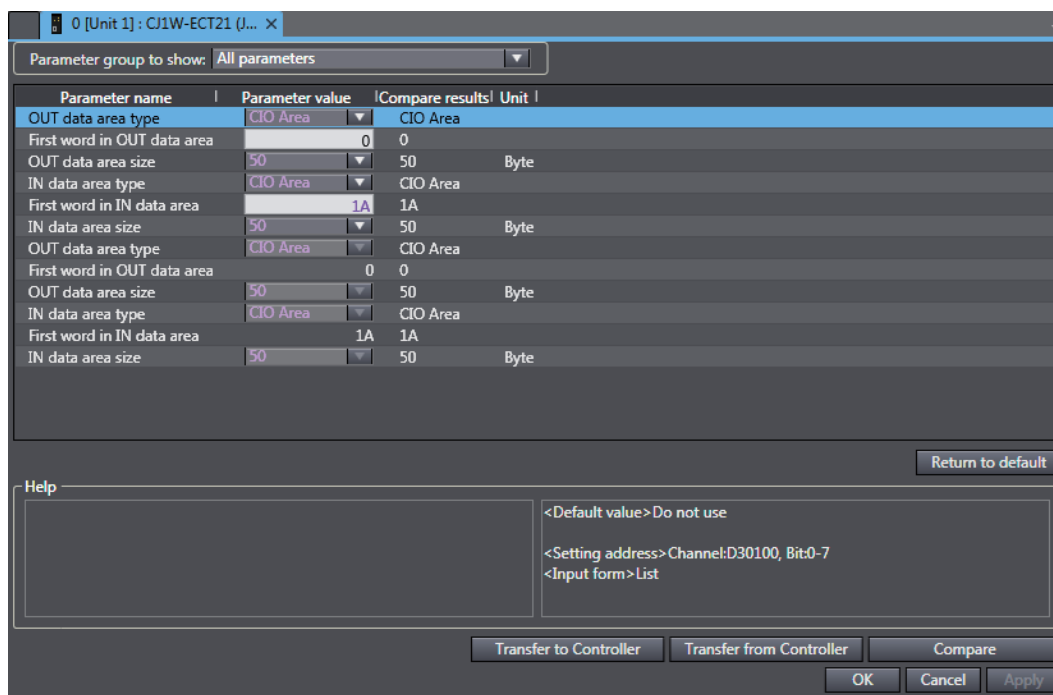 0 [Unit 1] : CJ1W-ECT21 (J...
Parameter group to show: All parameters
Parameter name Parameter value Compare results Unit
OUT data area type CIO Area CIO Area
First word in OUT data area 0 0
OUT data area size 50 50 Byte
IN data area type CIO Area CIO Area
First word in IN data area 1A 1A
IN data area size 50 50 Byte
OUT data area type CIO Area CIO Area
First word in OUT data area 0 0
OUT data area size 50 50 Byte
IN data area type CIO Area CIO Area
First word in IN data area 1A 1A
IN data area size 50 50 Byte
Return to default
Help
<Default value>Do not use
<Setting address>Channel:D30100, Bit:0-7
<Input form>List
Transfer to Controller Transfer from Controller Compare
OK Cancel Apply